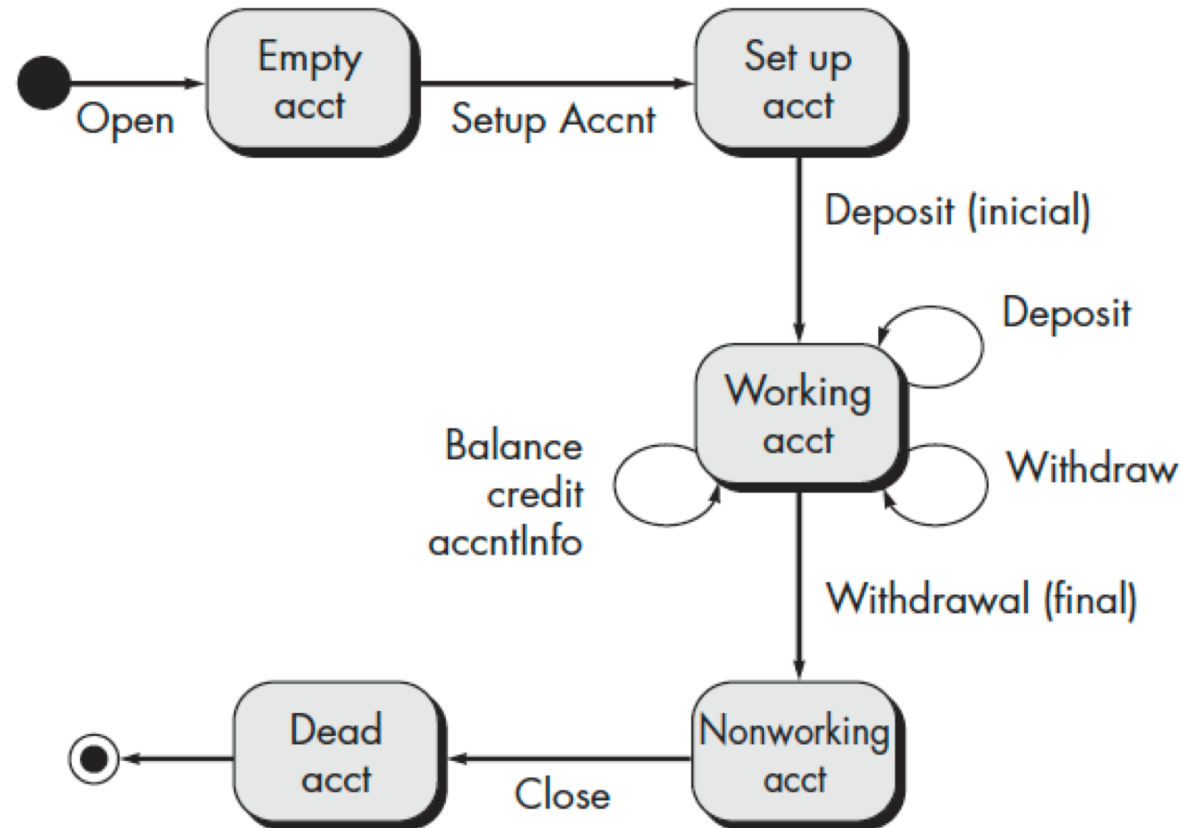 Empty
acct
Set up
acct
Open
Setup Accnt
Deposit (inicial)
Deposit
Working
acct
Balance
credit
accntInfo
Withdraw
Withdrawal (final)
Dead
acct
Nonworking
acct
Close